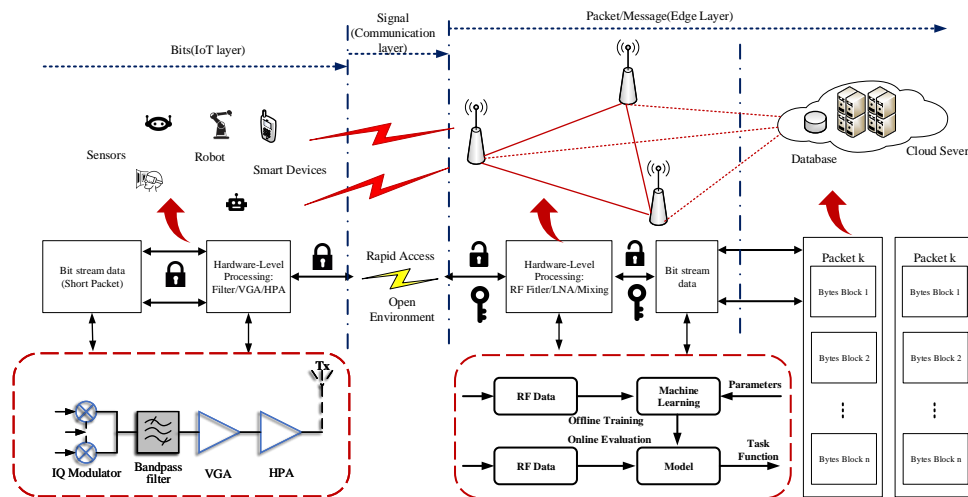 Signal
(Communication
layer)
Packet/Message(Edge Layer)
Bits(IoT layer)
Sensors
Robot
Smart Devices
Database
Cloud Sever
Bit stream data
(Short Packet)
Hardware-Level
Processing:
Filter/VGA/HPA
Rapid Access
Open
Environment
Hardware-Level
Processing:
RF Fitler/LNA/Mixing
Bit stream
data
Packet k
Bytes Block 1
Bytes Block 2
Bytes Block n
Packet k
Bytes Block 1
Bytes Block 2
Bytes Block n
Tx
IQ Modulator
Bandpass
filter
VGA
HPA
RF Data
Machine
Learning
Parameters
Offline Training
Online Evaluation
RF Data
Model
Task
Function